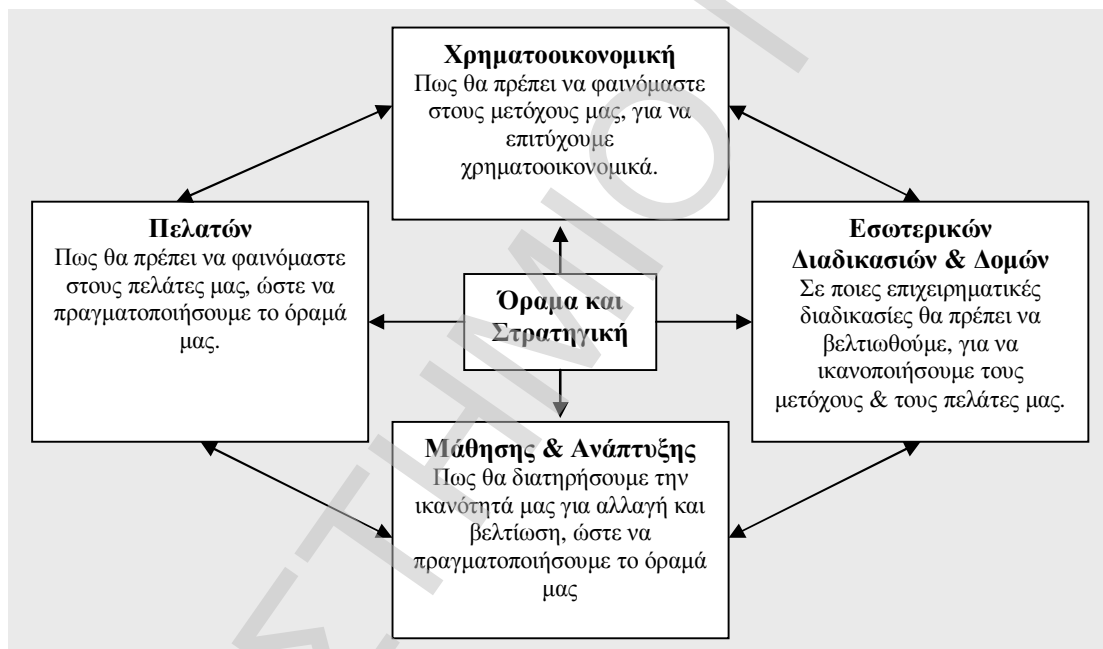 Χρηματοοικονομική
Πως θα πρέπει να φαινόμαστε
στους μετόχους μας, για να
επιτύχουμε
χρηματοοικονομικά.
Πελατών
Πως θα πρέπει να φαινόμαστε
στους πελάτες μας, ώστε να
πραγματοποιήσουμε το όραμά
μας.
Όραμα και
Στρατηγική
Εσωτερικών
Διαδικασιών & Δομών
Σε ποιες επιχειρηματικές
διαδικασίες θα πρέπει να
βελτιωθούμε, για να
ικανοποιήσουμε τους
μετόχους & τους πελάτες μας.
Μάθησης & Ανάπτυξης
Πως θα διατηρήσουμε την
ικανότητά μας για αλλαγή και
βελτίωση, ώστε να
πραγματοποιήσουμε το όραμά
μας